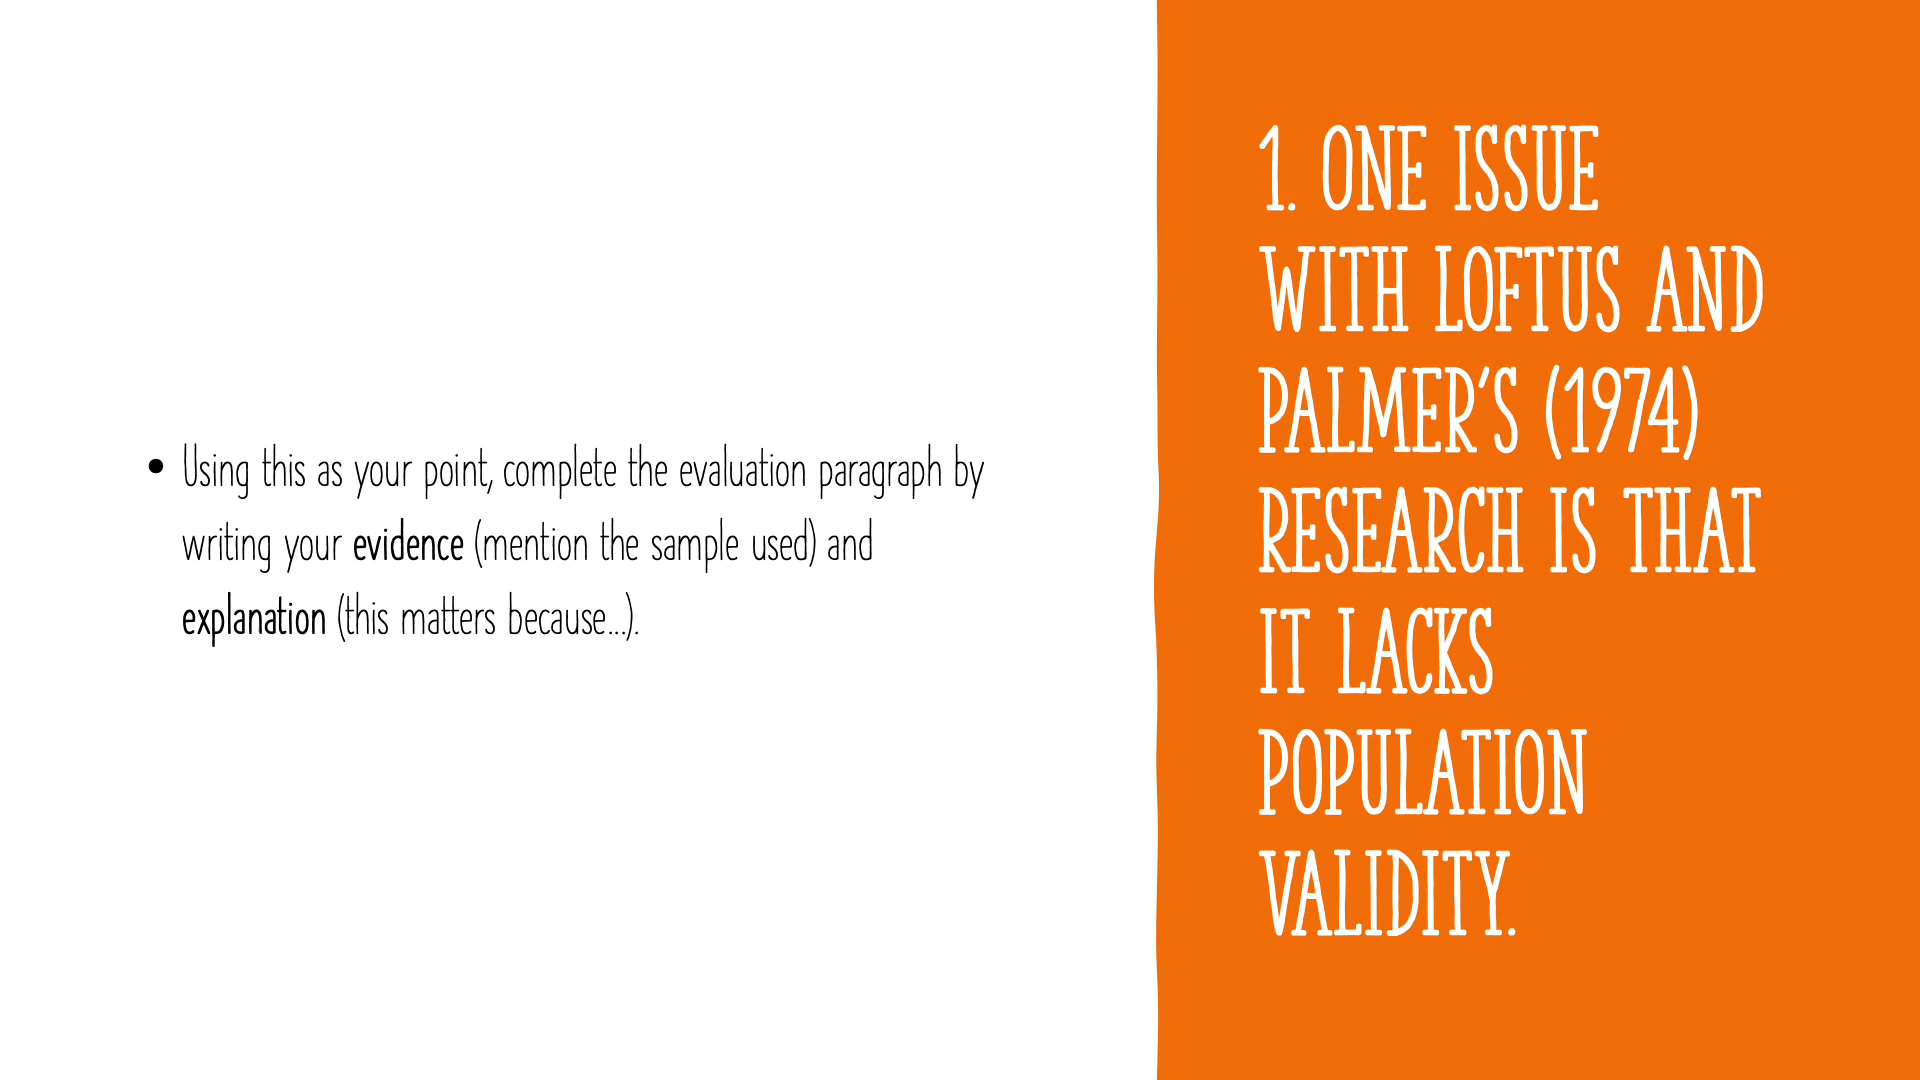 • Using this as your point, complete the evaluation paragraph by
writing your evidence (mention the sample used) and
explanation (this matters because...).
1. ONE ISSUE
WITH LOFTUS AND
PALMER'S (1974)
RESEARCH IS THAT
IT LACKS
POPULATION
VALIDITY.